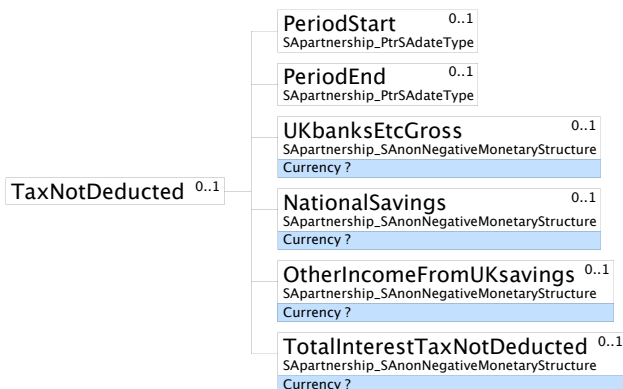 PeriodStart 0..1
SApartnership_PtrSAdateType
PeriodEnd 0..1
SApartnership_PtrSAdateType
UKbanksEtcGross 0..1
SApartnership_SAnonNegativeMonetaryStructure
Currency ?
TaxNotDeducted 0..1
NationalSavings 0..1
SApartnership_SAnonNegativeMonetaryStructure
Currency ?
OtherIncomeFromUKsavings 0..1
SApartnership_SAnonNegativeMonetaryStructure
Currency ?
TotalInterestTaxNotDeducted 0..1
SApartnership_SAnonNegativeMonetaryStructure
Currency ?